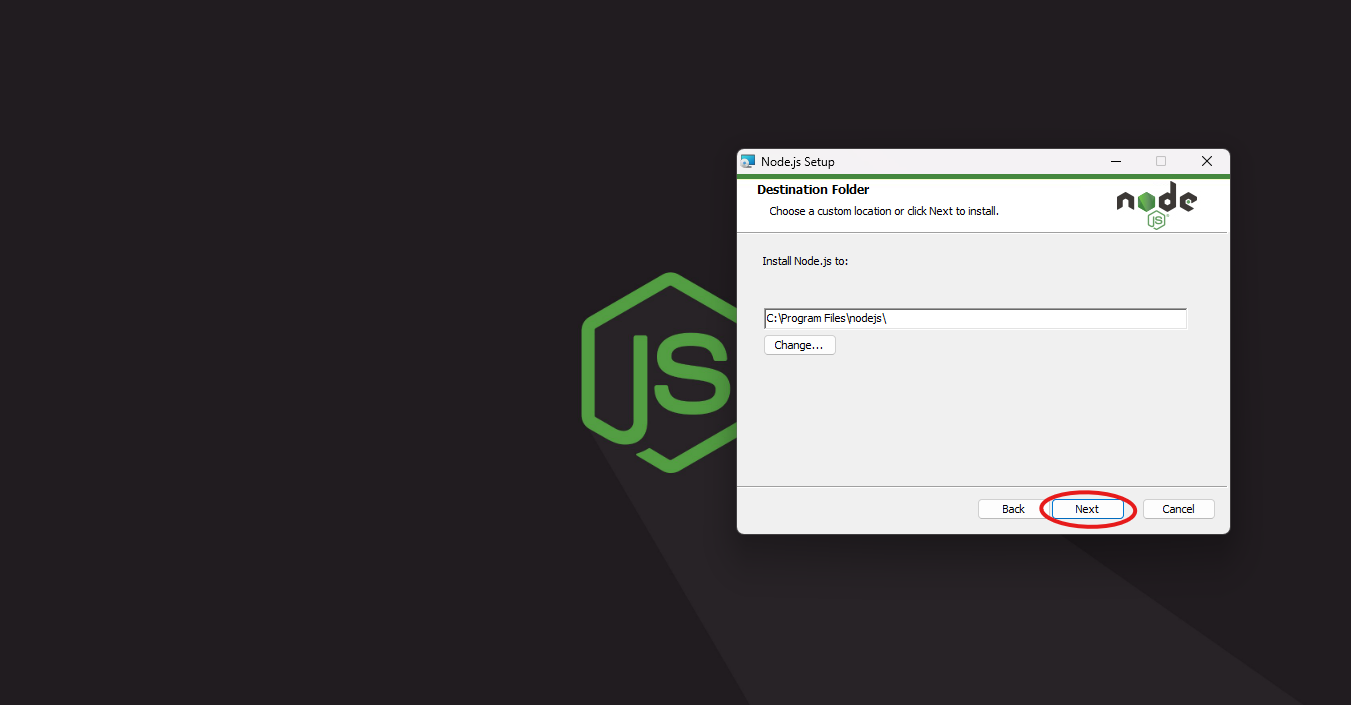 JS
Node.js Setup
Destination Folder
Choose a custom location or click Next to install.
node
JS
Install Node.js to:
C:\Program Files\nodejs\
Change...
Back Next Cancel